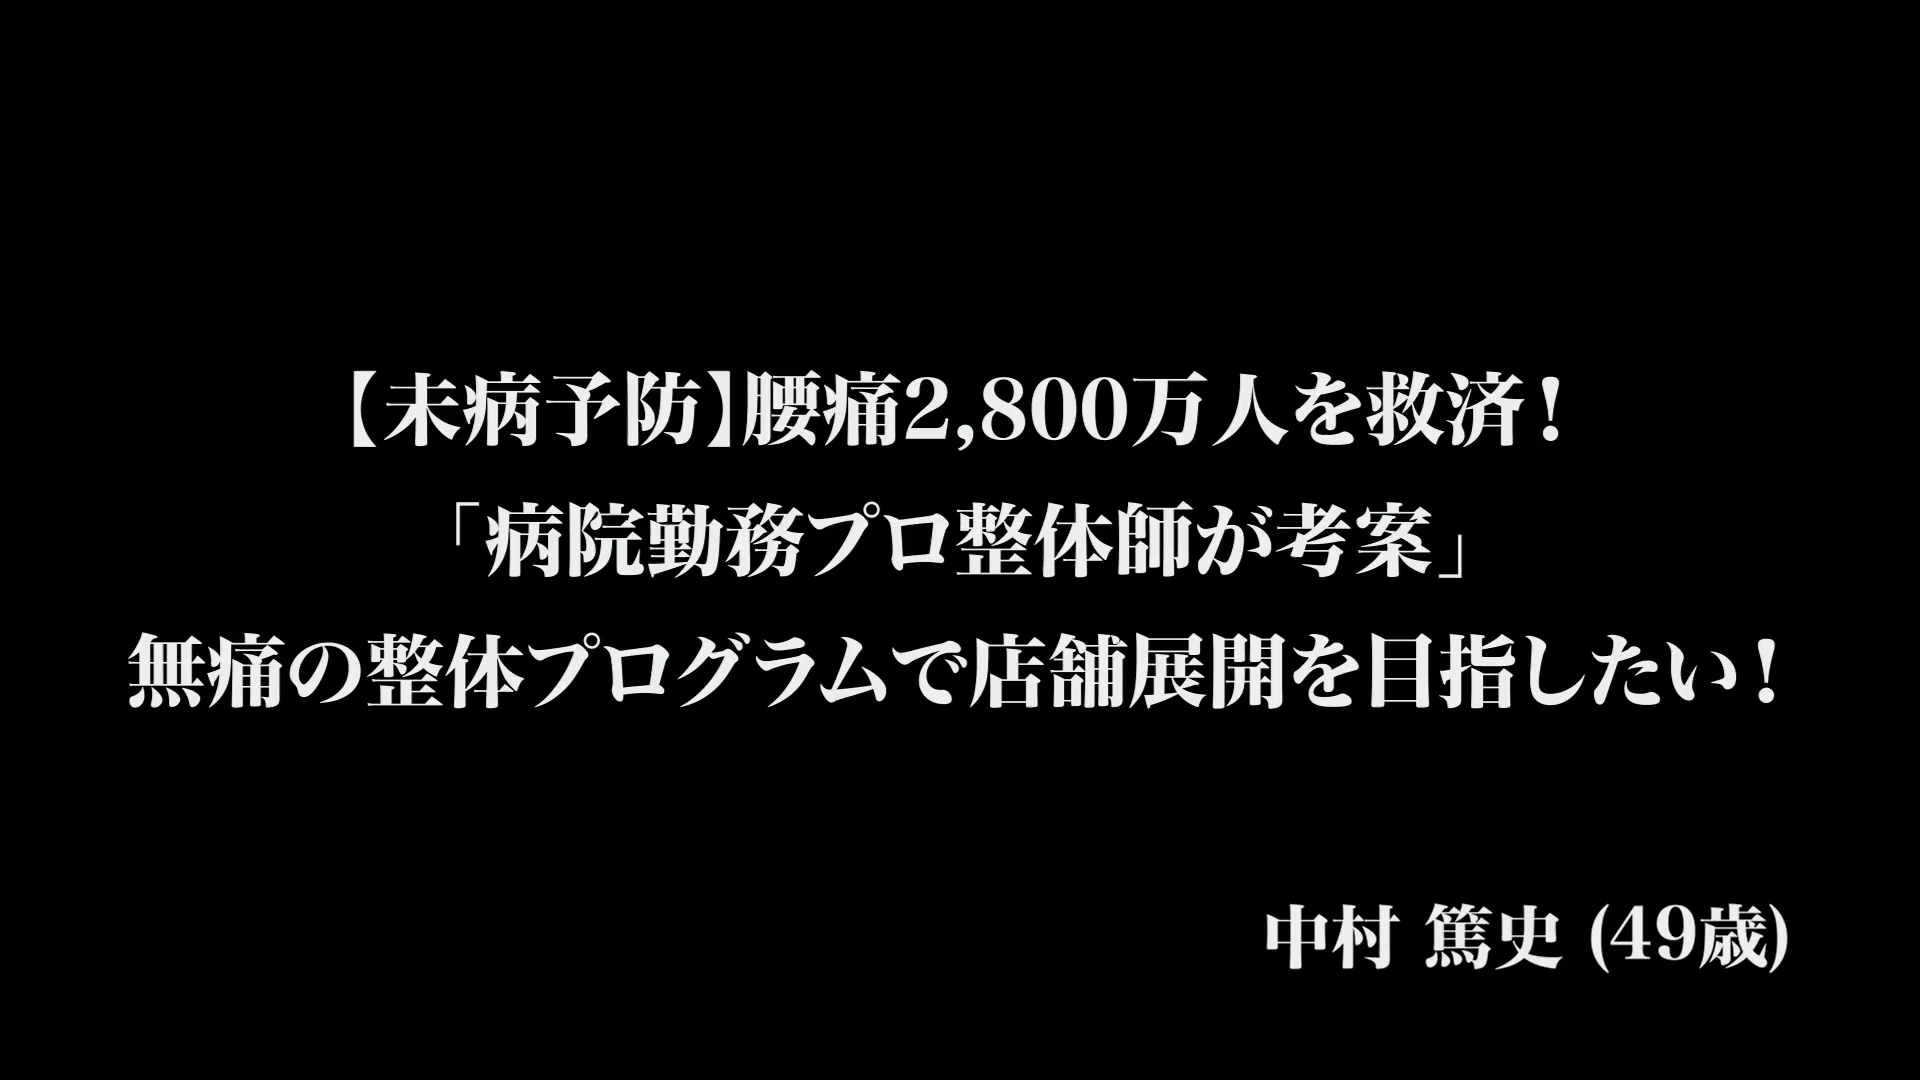 【未病予防】腰痛2,800万人を救済！
「病院勤務プロ整体師が考案」
無痛の整体プログラムで店舗展開を目指したい！
中村 篤史 (49歳)